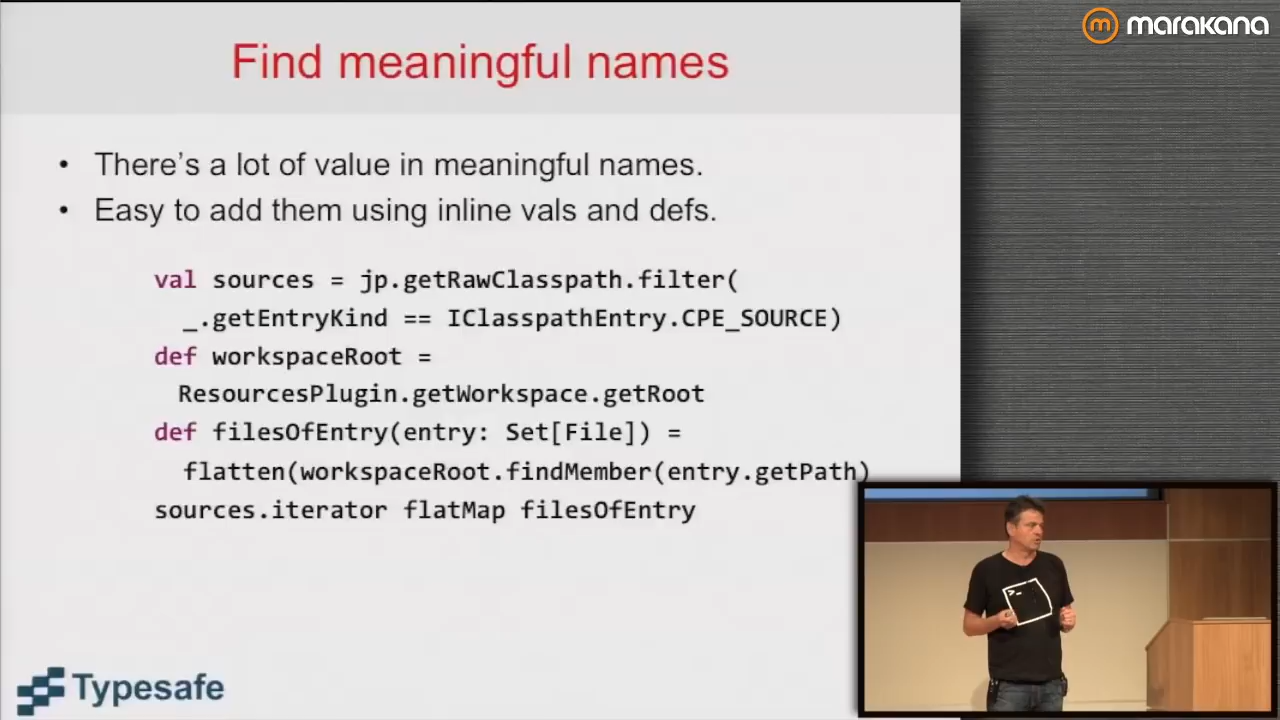 marakana
Find meaningful names
• There's a lot of value in meaningful names.
• Easy to add them using inline vals and defs.
val sources = jp.getRawClasspath.filter(
_.getEntryKind == IClasspathEntry.CPE_SOURCE)
def workspaceRoot =
ResourcesPlugin.getWorkspace.getRoot
def filesOfEntry(entry: Set[File]) =
flatten(workspaceRoot.findMember(entry.getPath)
sources.iterator flatMap filesOfEntry
>_
Typesafe